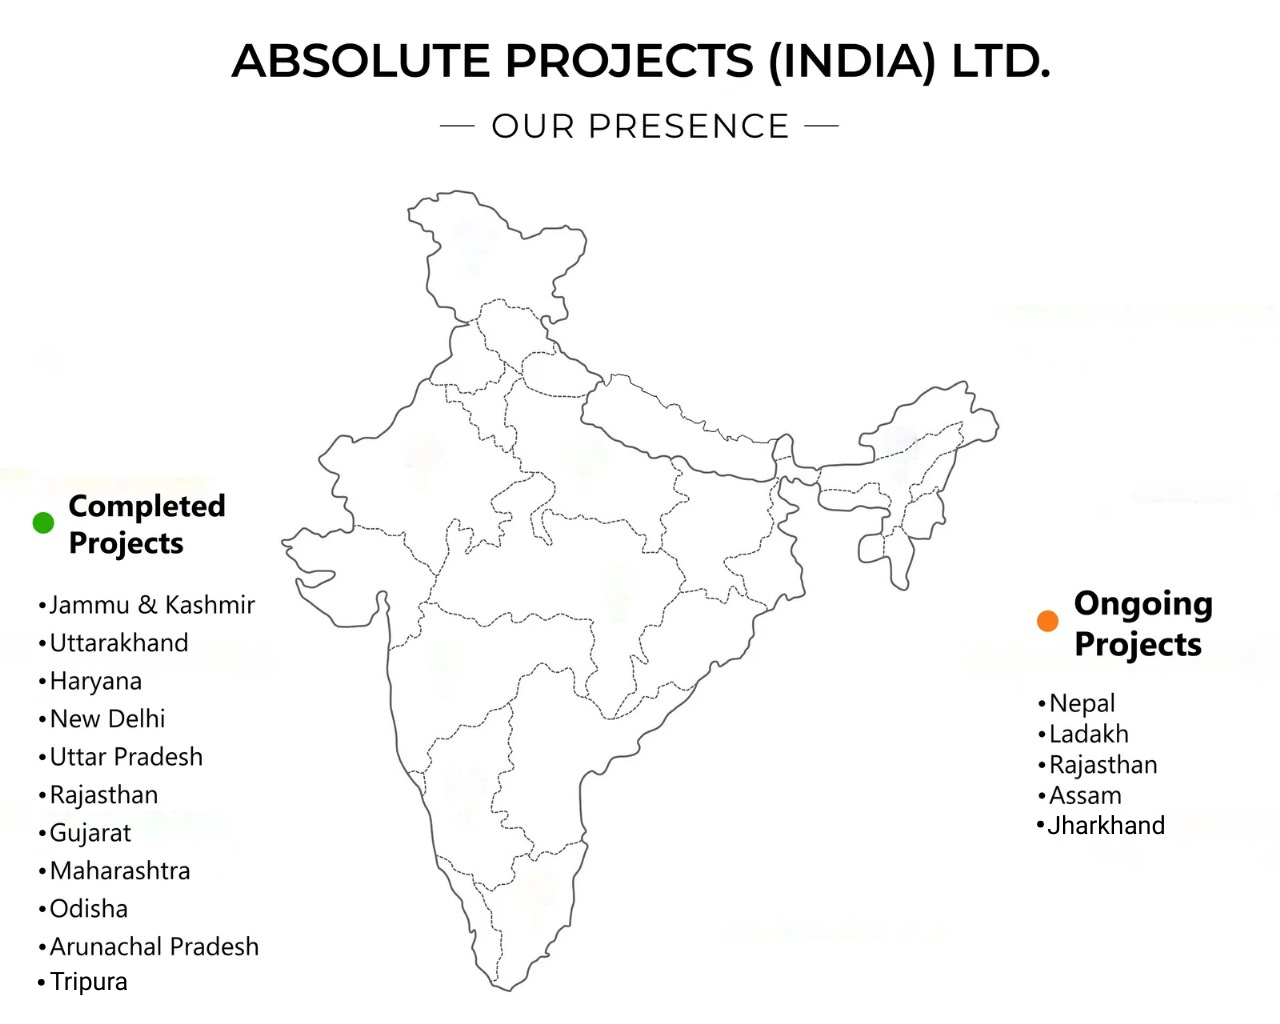 ABSOLUTE PROJECTS (INDIA) LTD.
— OUR PRESENCE —
Completed
Projects
•Jammu & Kashmir
•Uttarakhand
•Haryana
•New Delhi
•Uttar Pradesh
•Rajasthan
•Gujarat
•Maharashtra
•Odisha
•Arunachal Pradesh
•Tripura
Ongoing
Projects
•Nepal
•Ladakh
•Rajasthan
•Assam
•Jharkhand